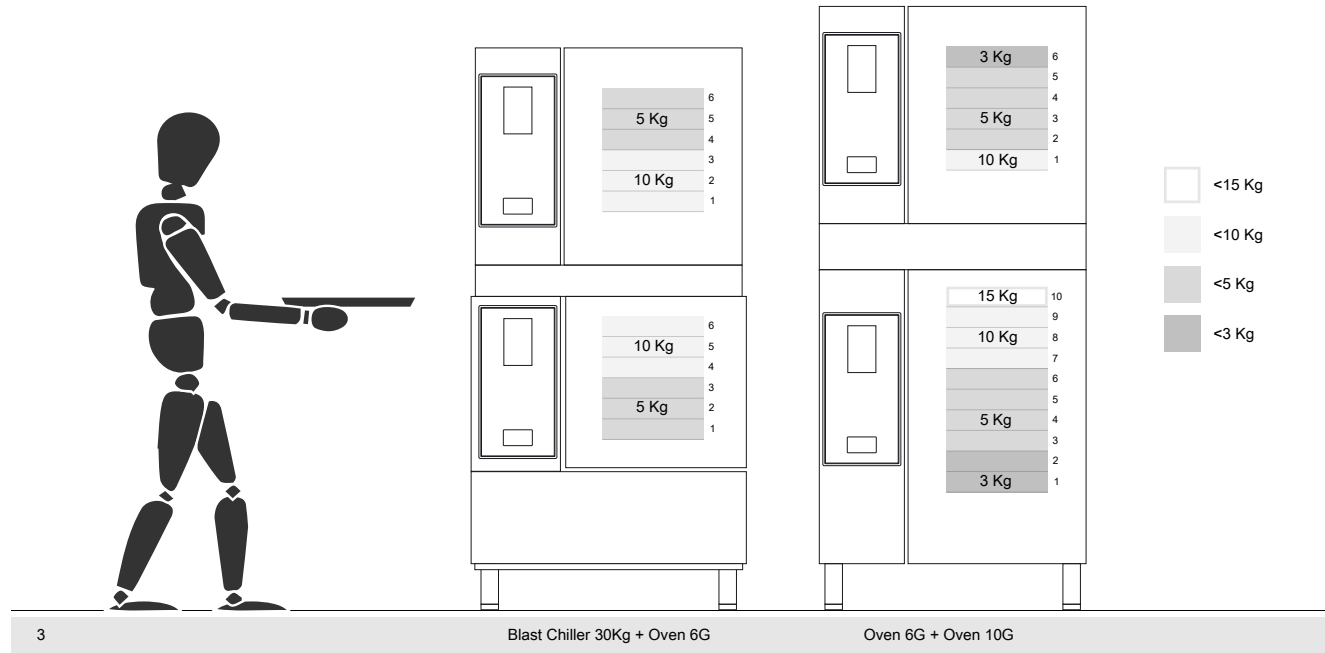 6
5 Kg 5
4
3
10 Kg 2
1
6
10 Kg 5
4
3
5 Kg 2
1
3 Kg 6
5
4
5 Kg 3
2
10 Kg 1
15 Kg 10
9
10 Kg 8
7
6
5
5 Kg 4
3
2
3 Kg 1
<15 Kg
<10 Kg
<5 Kg
<3 Kg
3 Blast Chiller 30Kg + Oven 6G Oven 6G + Oven 10G